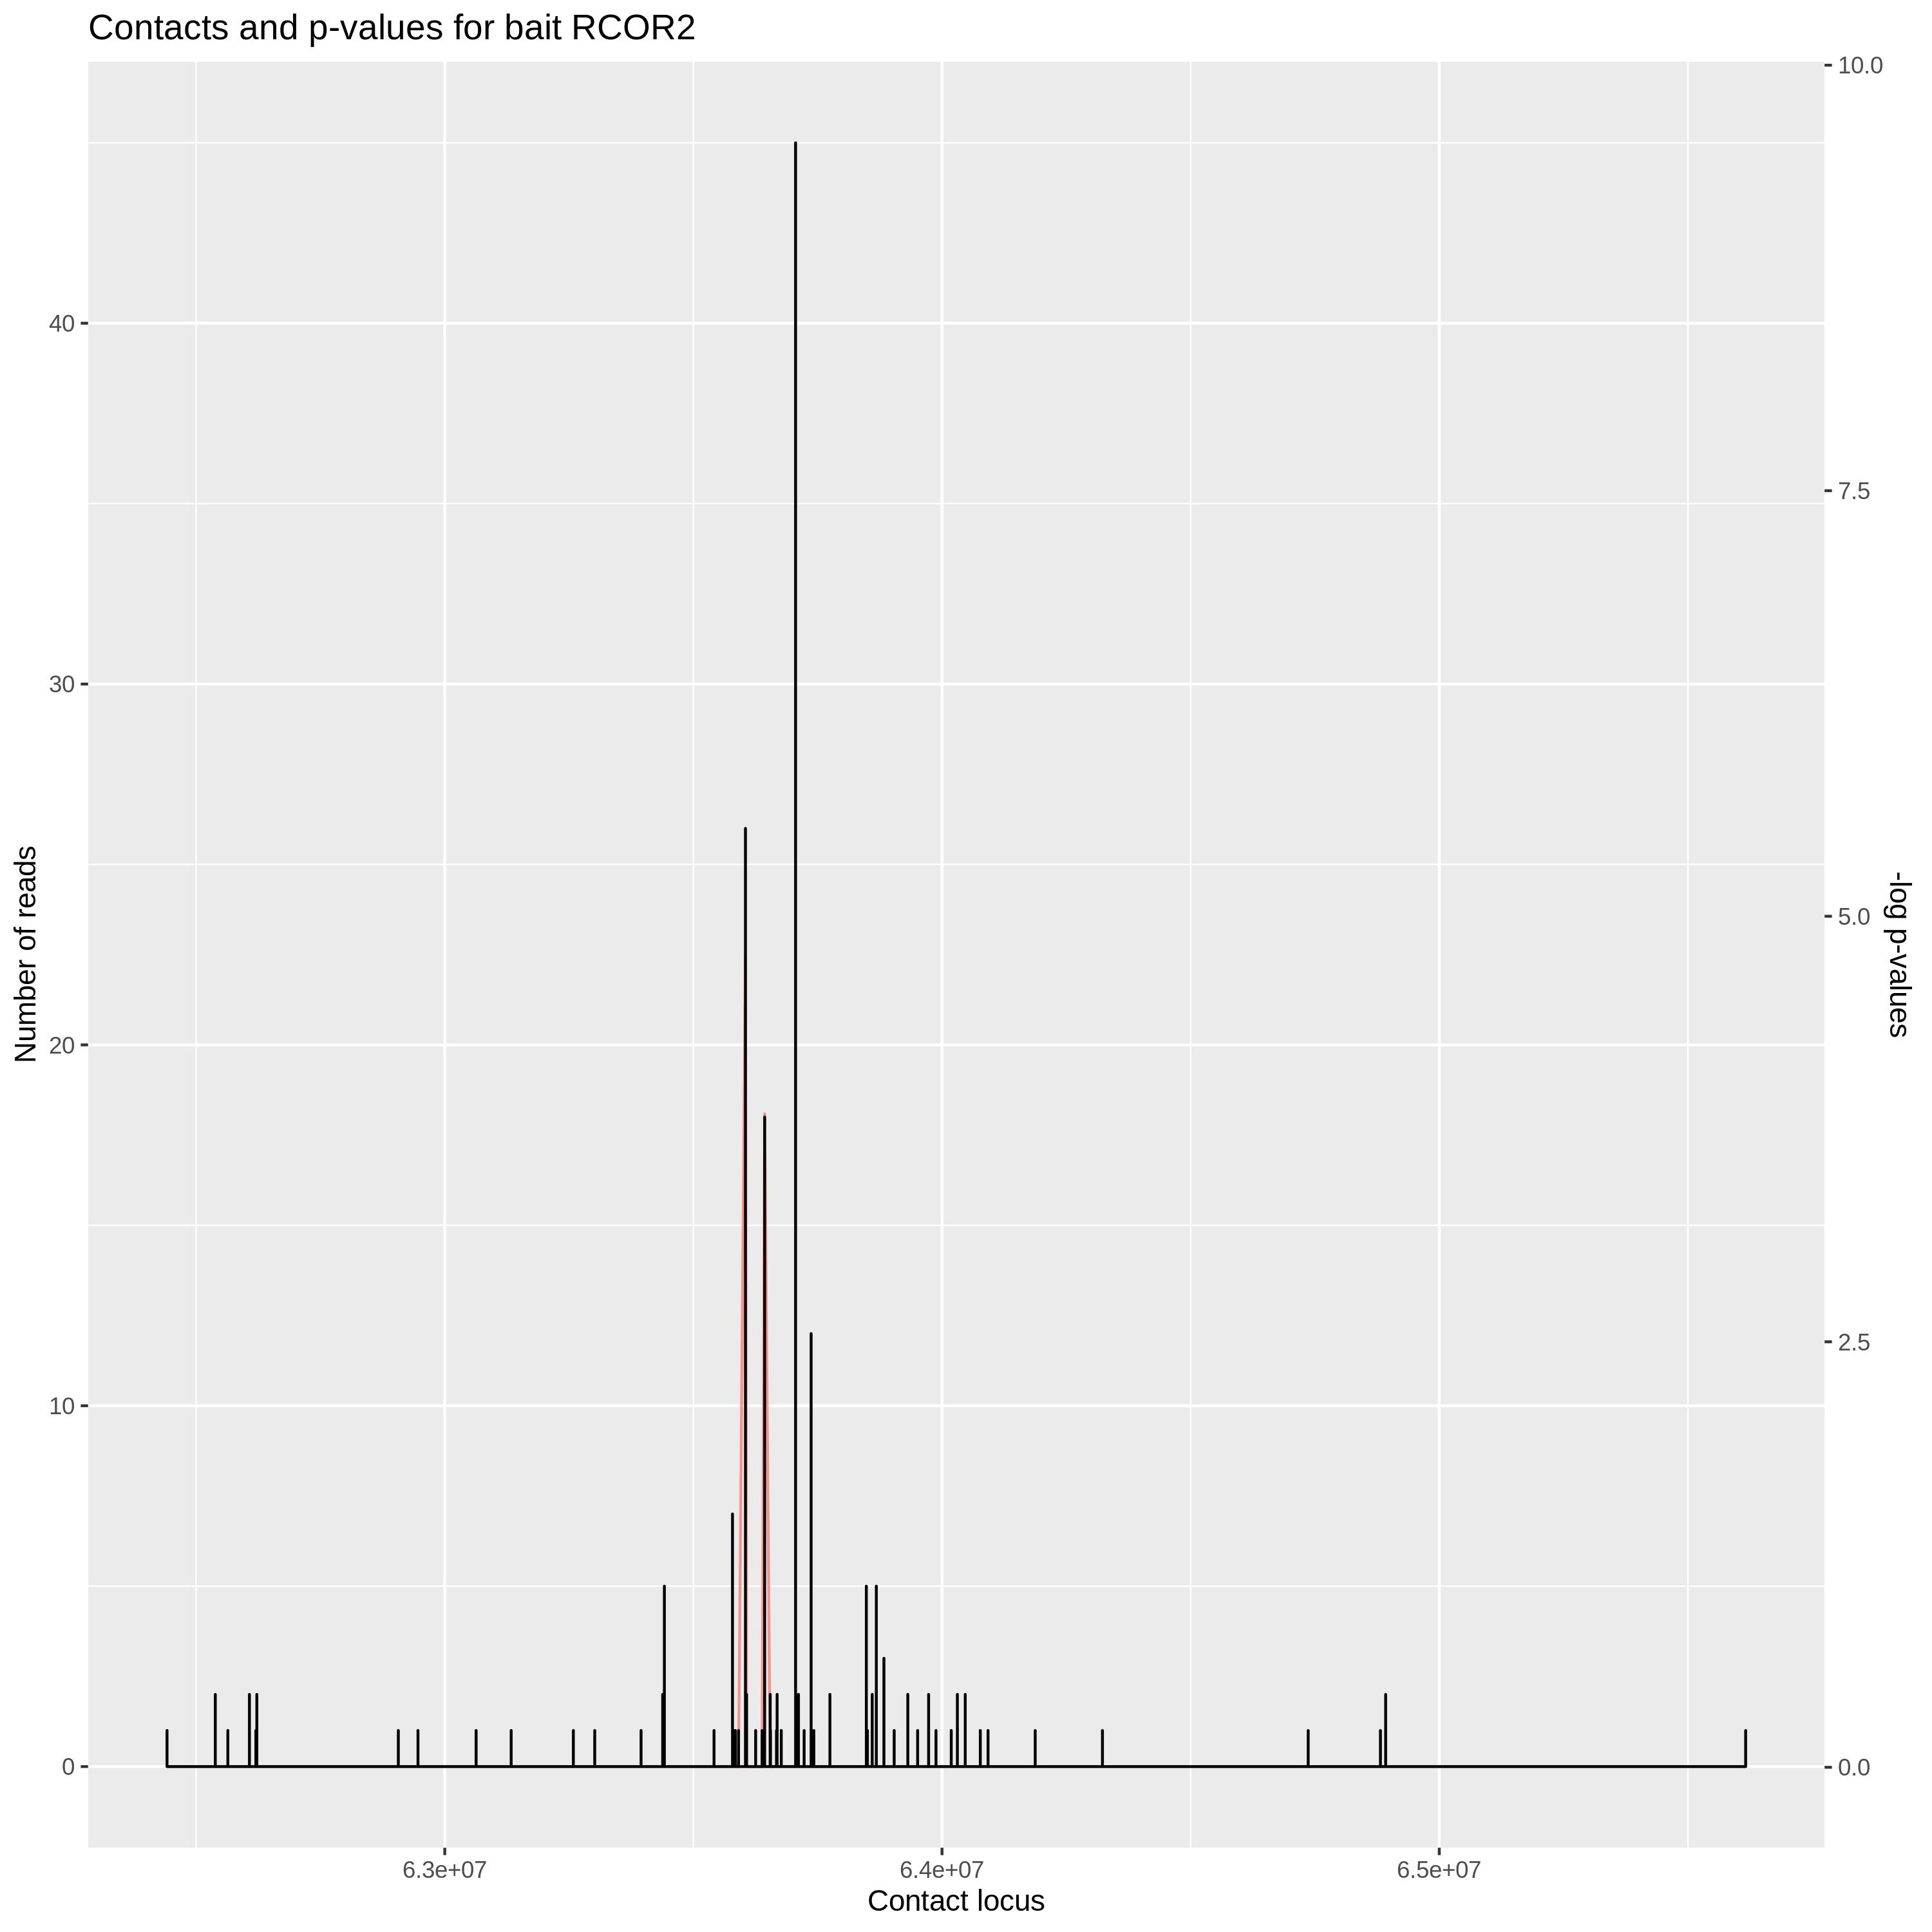 Contacts and p-values for bait RCOR2
10.0
40
7.5
30
5.0
Number of reads
-log p-values
20
2.5
10
0
0.0
6.3e+07
6.4e+07
6.5e+07
Contact locus